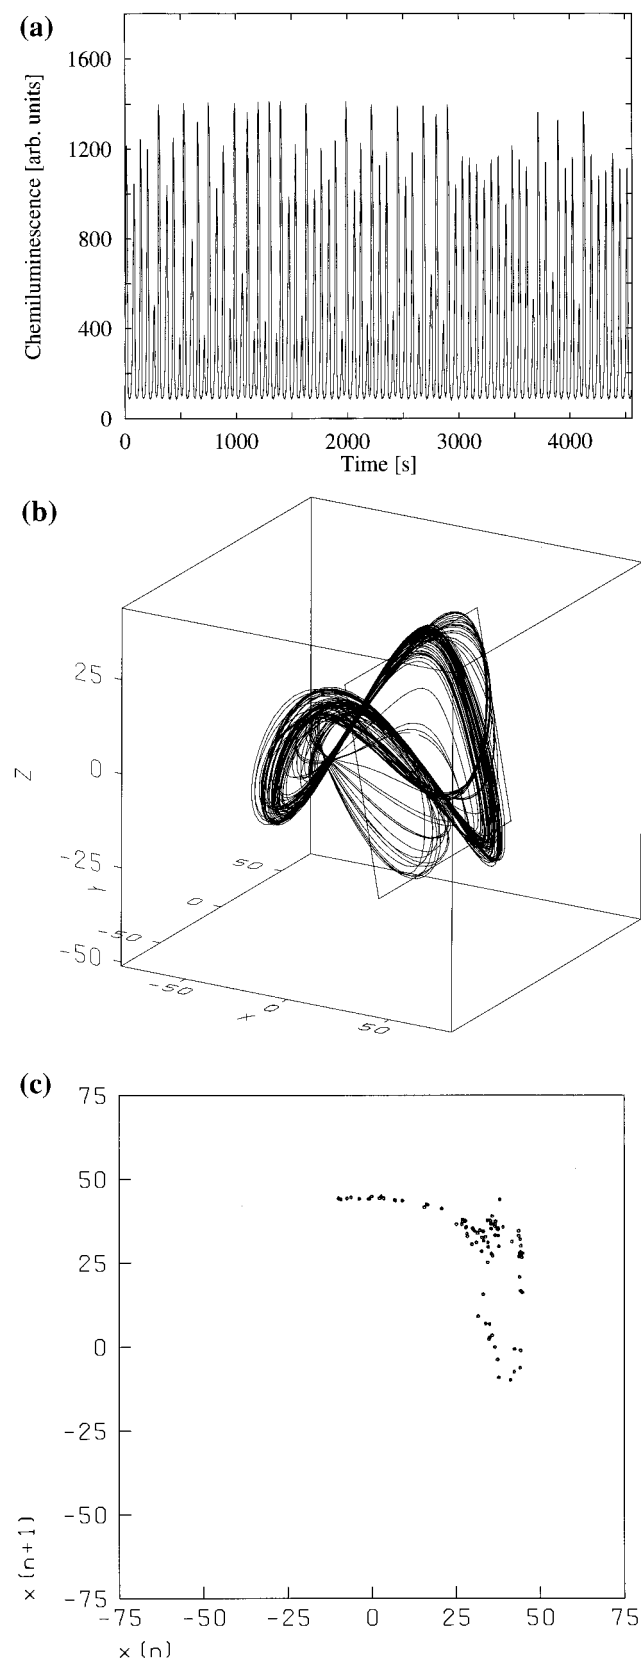 (a)
1600
1200
800
400
0
Chemiluminescence [arb. units]
0 1000 2000 3000 4000
Time [s]
(b)
25
0
-25
-50
Z
50
0
-50
Y
-50 0 50
X
(c)
75
50
25
0
-25
-50
-75
x(n+1)
-75 -50 -25 0 25 50 75
x(n)